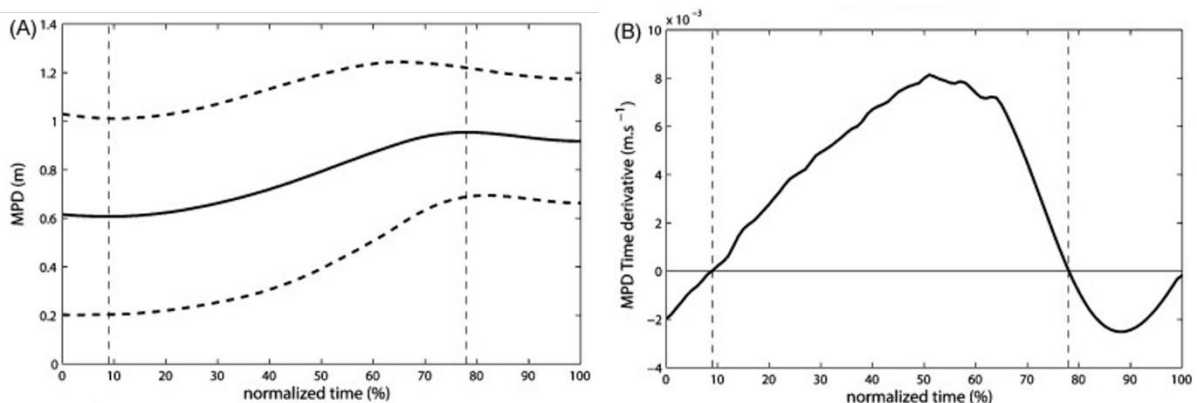 (A)
1.4
1.2
1
0.8
0.6
0.4
0.2
0
MPD (m)
0 10 20 30 40 50 60 70 80 90 100
normalized time (%)
(B)
x 10⁻³
10
8
6
4
2
0
−2
−4
MPD Time derivative (m.s⁻¹)
0 10 20 30 40 50 60 70 80 90 100
normalized time (%)